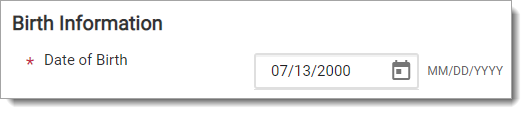 Birth Information
* Date of Birth 07/13/2000 MM/DD/YYYY